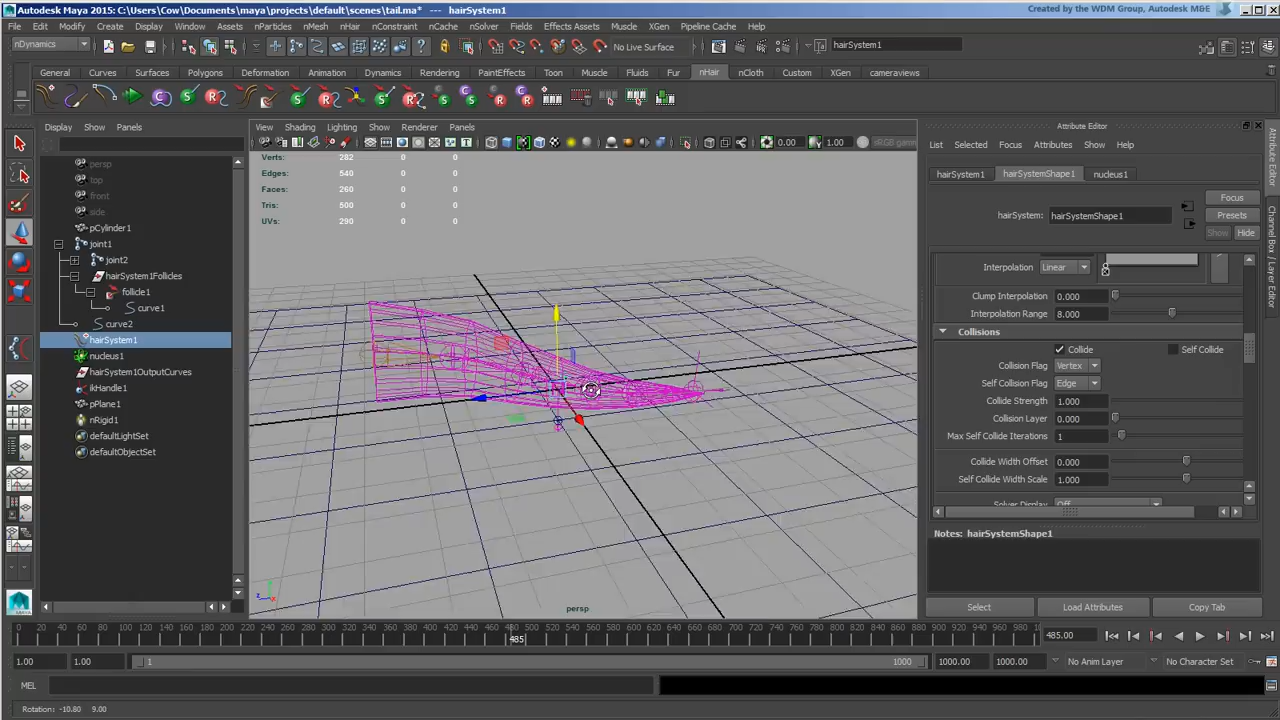 Autodesk Maya 2015: C:\Users\Cow\Documents\maya\projects\default\scenes\tail.ma* --- hairSystem1
Created by the WDM Group, Autodesk M&E
File Edit Modify Create Display Window Assets nParticles nMesh nHair nConstraint nCache nSolver Fields Effects Assets Muscle XGen Pipeline Cache Help
nDynamics No Live Surface hairSystem1
General Curves Surfaces Polygons Deformation Animation Dynamics Rendering PaintEffects Toon Muscle Fluids Fur nHair nCloth Custom XGen cameraviews
Display Show Panels
View Shading Lighting Show Renderer Panels
Attribute Editor
0.00 1.00
List Selected Focus Attributes Show Help
Verts: 282 0 0
Edges: 540 0 0
Faces: 260 0 0
Tris: 500 0 0
UVs: 290 0 0
persp
top
front
side
pCylinder1
joint1
joint2
hairSystem1Follicles
follicle1
curve1
curve2
hairSystem1
nucleus1
hairSystem1OutputCurves
ikHandle1
pPlane1
nRigid1
defaultLightSet
defaultObjectSet
persp
hairSystem1 hairSystemShape1 nucleus1
Focus
hairSystem: hairSystemShape1 Presets
Show Hide
Interpolation Linear
Clump Interpolation 0.000
Interpolation Range 8.000
Collisions
Collide Self Collide
Collision Flag Vertex
Self Collision Flag Edge
Collide Strength 1.000
Collision Layer 0.000
Max Self Collide Iterations 1
Collide Width Offset 0.000
Self Collide Width Scale 1.000
Solver Display Off
Notes: hairSystemShape1
Select Load Attributes Copy Tab
Attribute Editor
Channel Box / Layer Editor
0 20 40 60 80 100 120 140 160 180 200 220 240 260 280 300 320 340 360 380 400 420 440 460 480 500 520 540 560 580 600 620 640 660 680 700 720 740 760 780 800 820 840 860 880 900 920 940 960 980
485
485.00
1.00 1.00 1 1000 1000.00 1000.00 No Anim Layer No Character Set
MEL
Rotation: -10.80 9.00